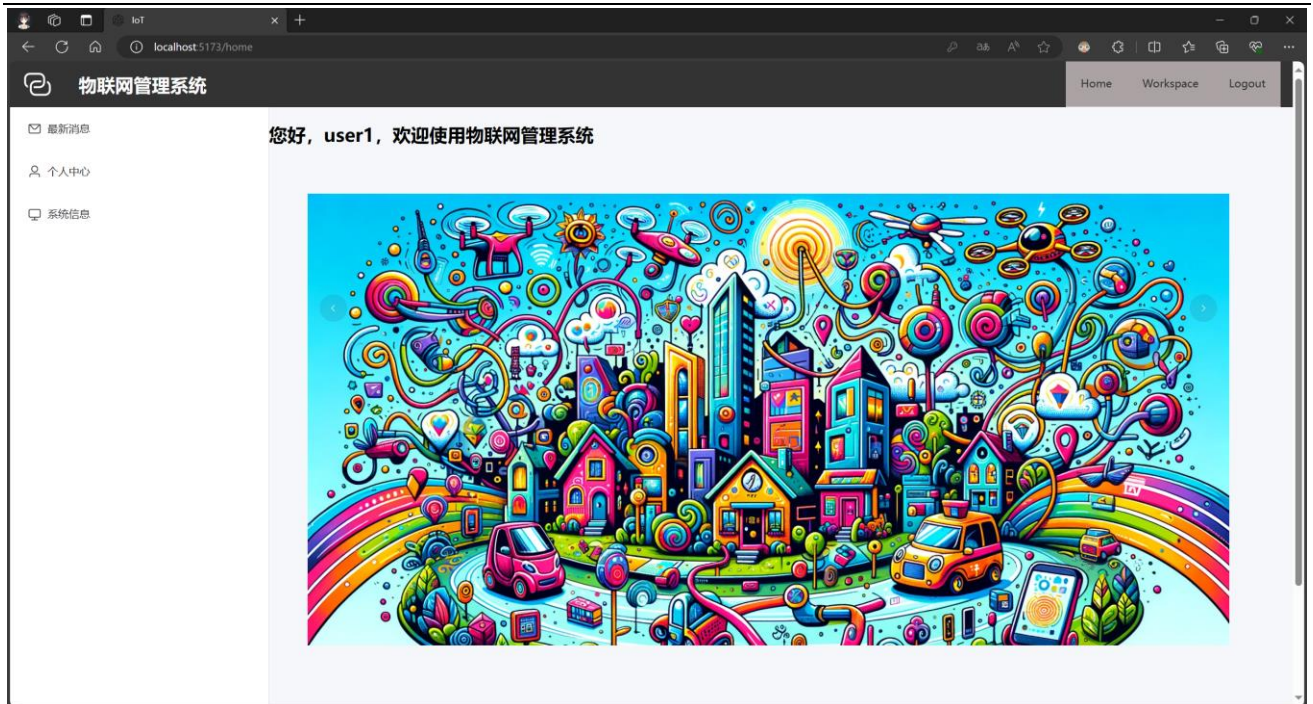 IoT
localhost:5173/home
物联网管理系统
Home Workspace Logout
最新消息
个人中心
系统信息
您好，user1，欢迎使用物联网管理系统